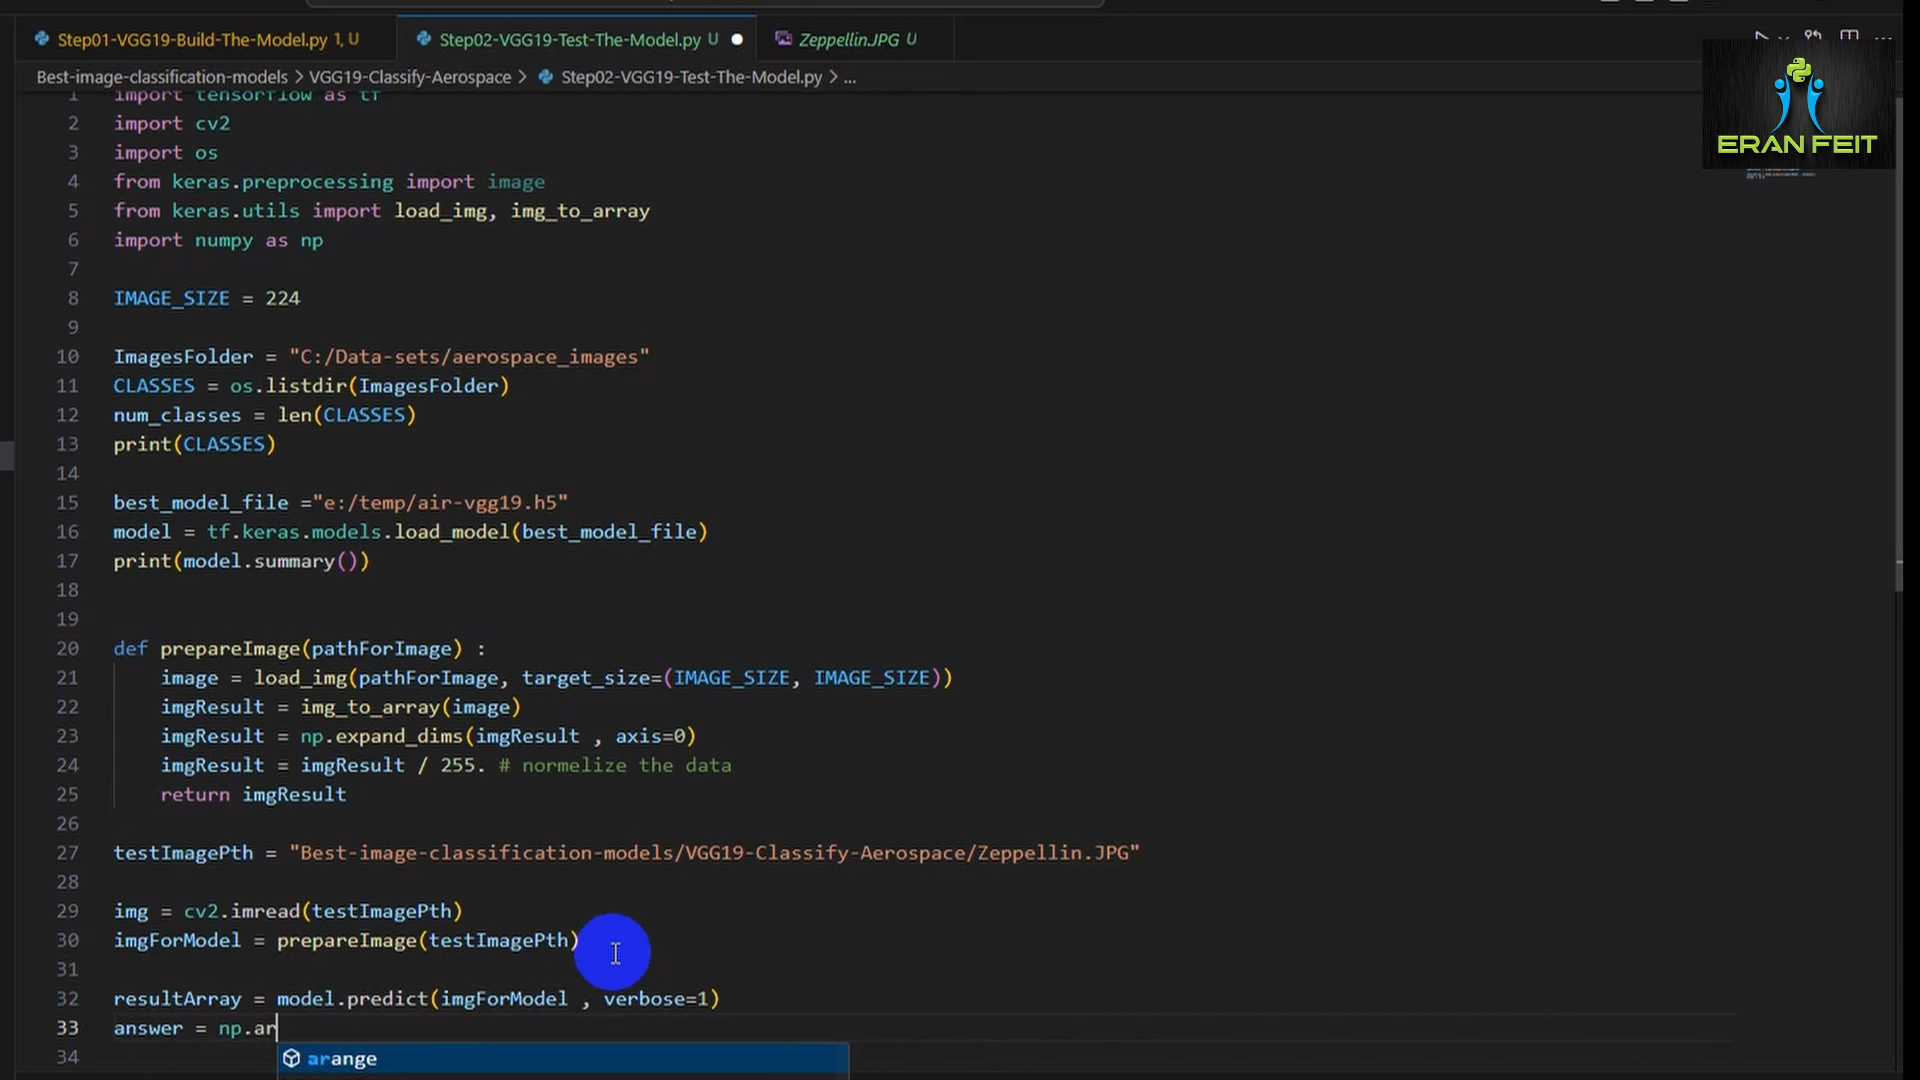 Step01-VGG19-Build-The-Model.py 1, U
Step02-VGG19-Test-The-Model.py U
Zeppellin.JPG U
Best-image-classification-models > VGG19-Classify-Aerospace > Step02-VGG19-Test-The-Model.py > ...
ERAN FEIT
1 import tensorflow as tf
2 import cv2
3 import os
4 from keras.preprocessing import image
5 from keras.utils import load_img, img_to_array
6 import numpy as np
7
8 IMAGE_SIZE = 224
9
10 ImagesFolder = "C:/Data-sets/aerospace_images"
11 CLASSES = os.listdir(ImagesFolder)
12 num_classes = len(CLASSES)
13 print(CLASSES)
14
15 best_model_file ="e:/temp/air-vgg19.h5"
16 model = tf.keras.models.load_model(best_model_file)
17 print(model.summary())
18
19
20 def prepareImage(pathForImage) :
21 image = load_img(pathForImage, target_size=(IMAGE_SIZE, IMAGE_SIZE))
22 imgResult = img_to_array(image)
23 imgResult = np.expand_dims(imgResult , axis=0)
24 imgResult = imgResult / 255. # normelize the data
25 return imgResult
26
27 testImagePth = "Best-image-classification-models/VGG19-Classify-Aerospace/Zeppellin.JPG"
28
29 img = cv2.imread(testImagePth)
30 imgForModel = prepareImage(testImagePth)
31
32 resultArray = model.predict(imgForModel , verbose=1)
33 answer = np.ar
34
arange